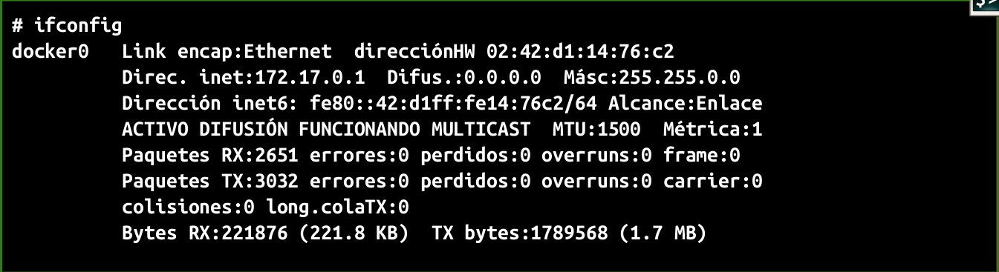 $>
# ifconfig
docker0   Link encap:Ethernet  direcciónHW 02:42:d1:14:76:c2
          Direc. inet:172.17.0.1  Difus.:0.0.0.0  Másc:255.255.0.0
          Dirección inet6: fe80::42:d1ff:fe14:76c2/64 Alcance:Enlace
          ACTIVO DIFUSIÓN FUNCIONANDO MULTICAST  MTU:1500  Métrica:1
          Paquetes RX:2651 errores:0 perdidos:0 overruns:0 frame:0
          Paquetes TX:3032 errores:0 perdidos:0 overruns:0 carrier:0
          colisiones:0 long.colaTX:0
          Bytes RX:221876 (221.8 KB)  TX bytes:1789568 (1.7 MB)